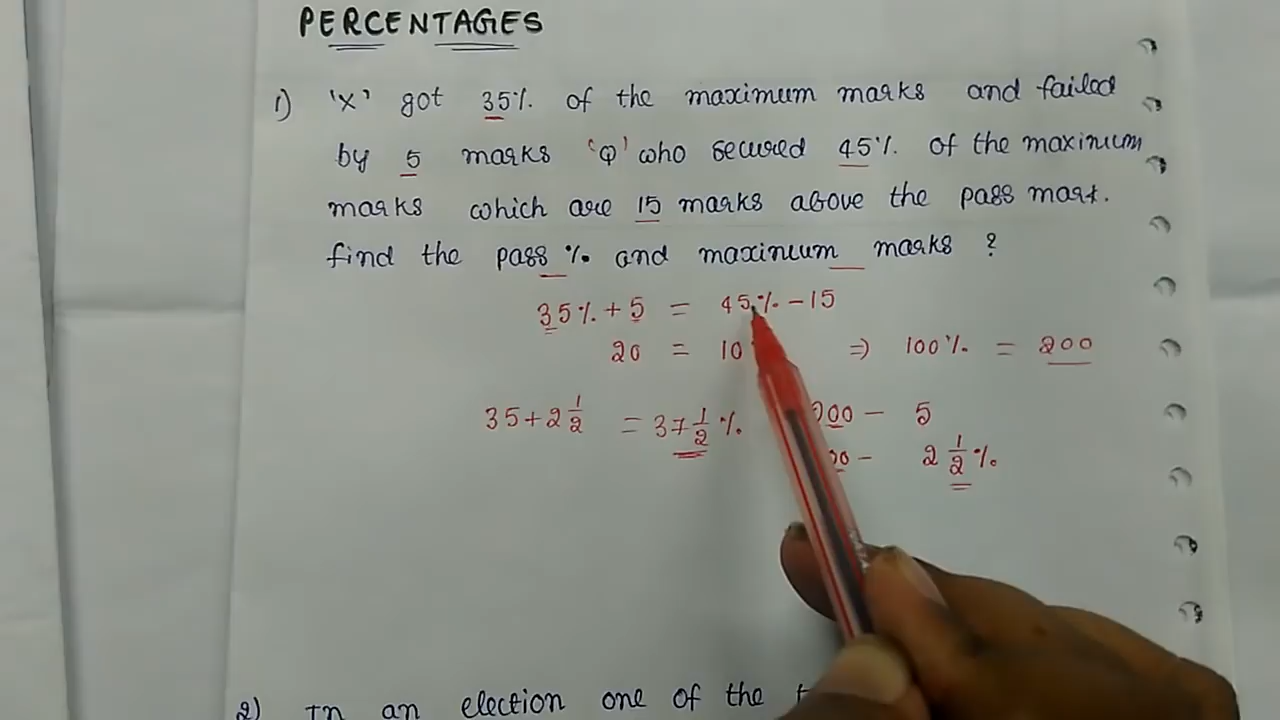 PERCENTAGES
1) 'x' got 35% of the maximum marks and failed
by 5 marks 'Q' who secured 45% of the maximum
marks which are 15 marks above the pass mark.
find the pass % and maximum marks ?
35% + 5 = 45% - 15
20 = 10 ⇒ 100% = 200
35 + 2 1/2 = 37 1/2 % 200 - 5
2 1/2 %
2) In an election one of the